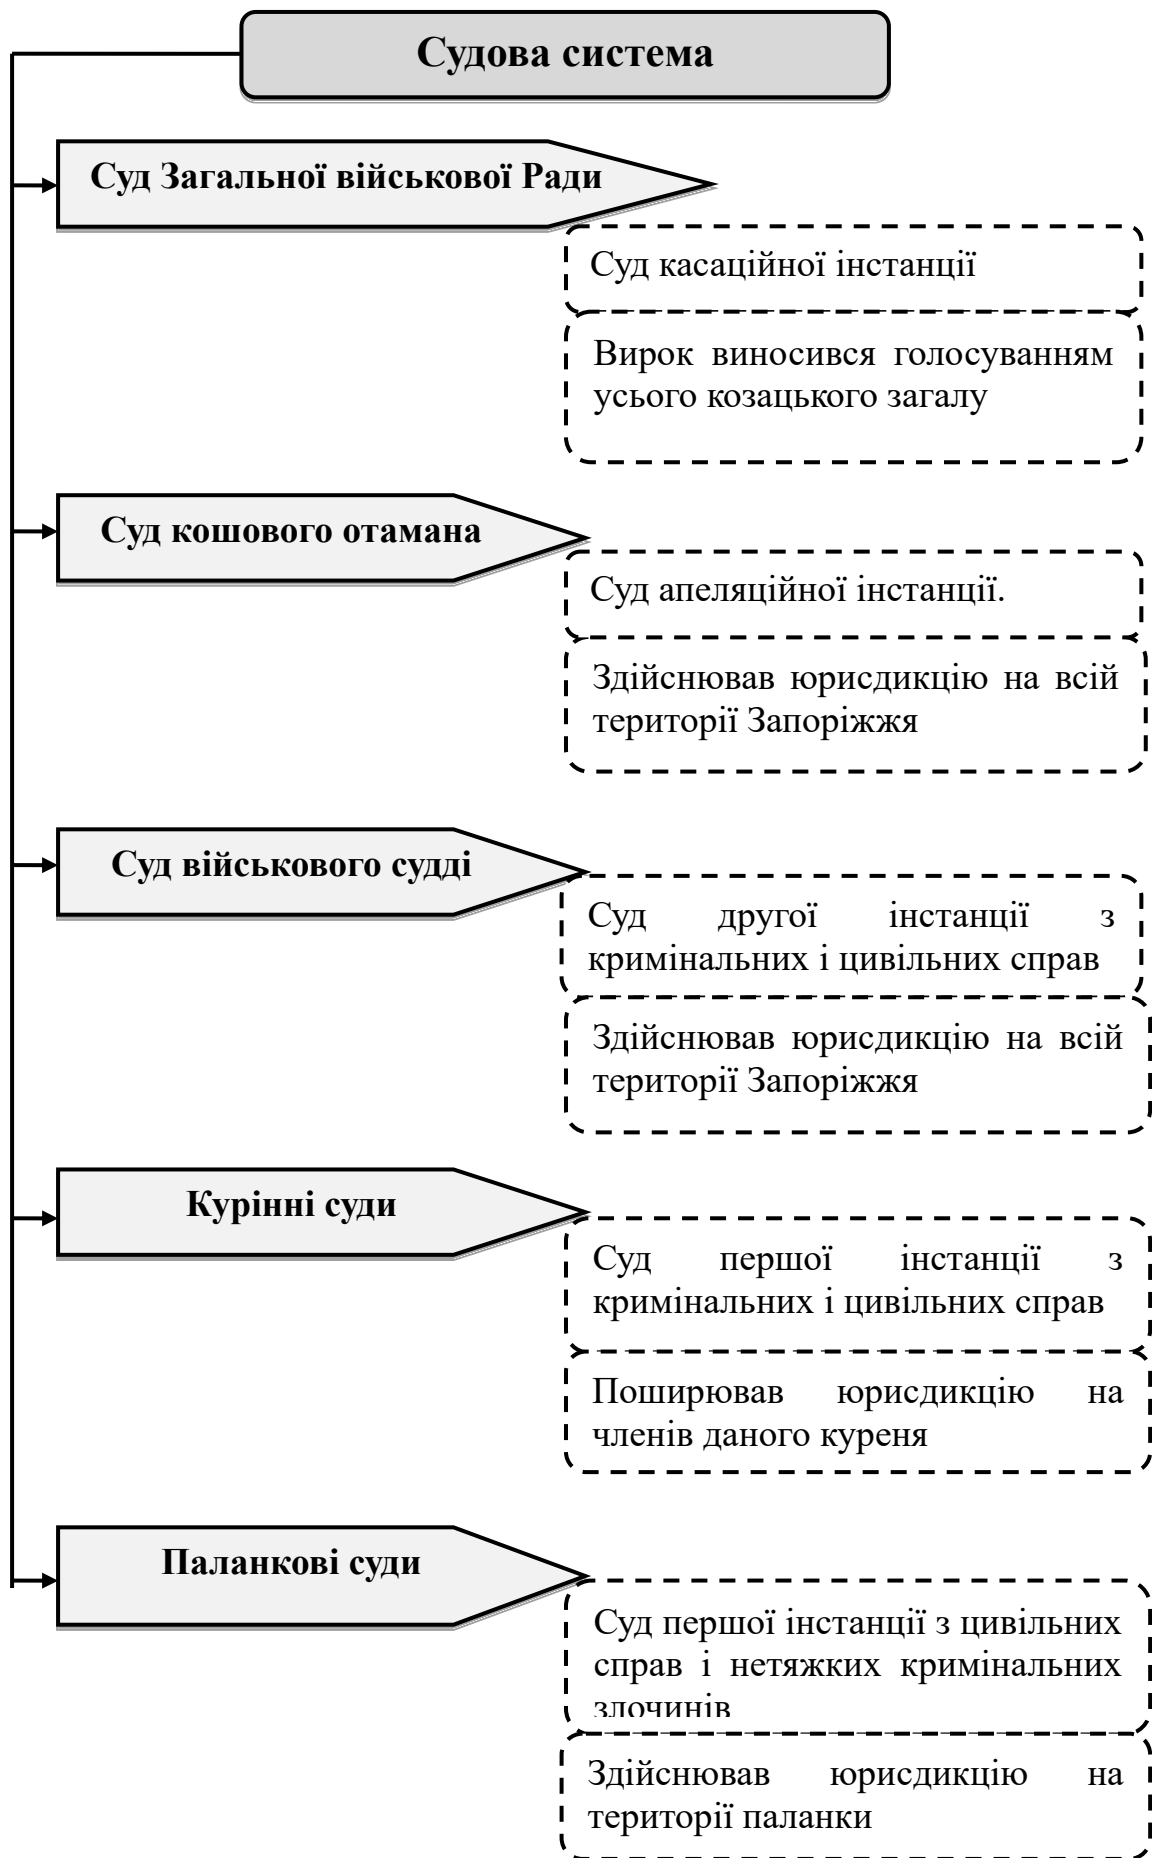 Судова система
Суд Загальної військової Ради
Суд касаційної інстанції
Вирок виносився голосуванням
усього козацького загалу
Суд кошового отамана
Суд апеляційної інстанції.
Здійснював юрисдикцію на всій
території Запоріжжя
Суд військового судді
Суд другої інстанції з
кримінальних і цивільних справ
Здійснював юрисдикцію на всій
території Запоріжжя
Курінні суди
Суд першої інстанції з
кримінальних і цивільних справ
Поширював юрисдикцію на
членів даного куреня
Паланкові суди
Суд першої інстанції з цивільних
справ і нетяжких кримінальних
злочинів
Здійснював юрисдикцію на
території паланки